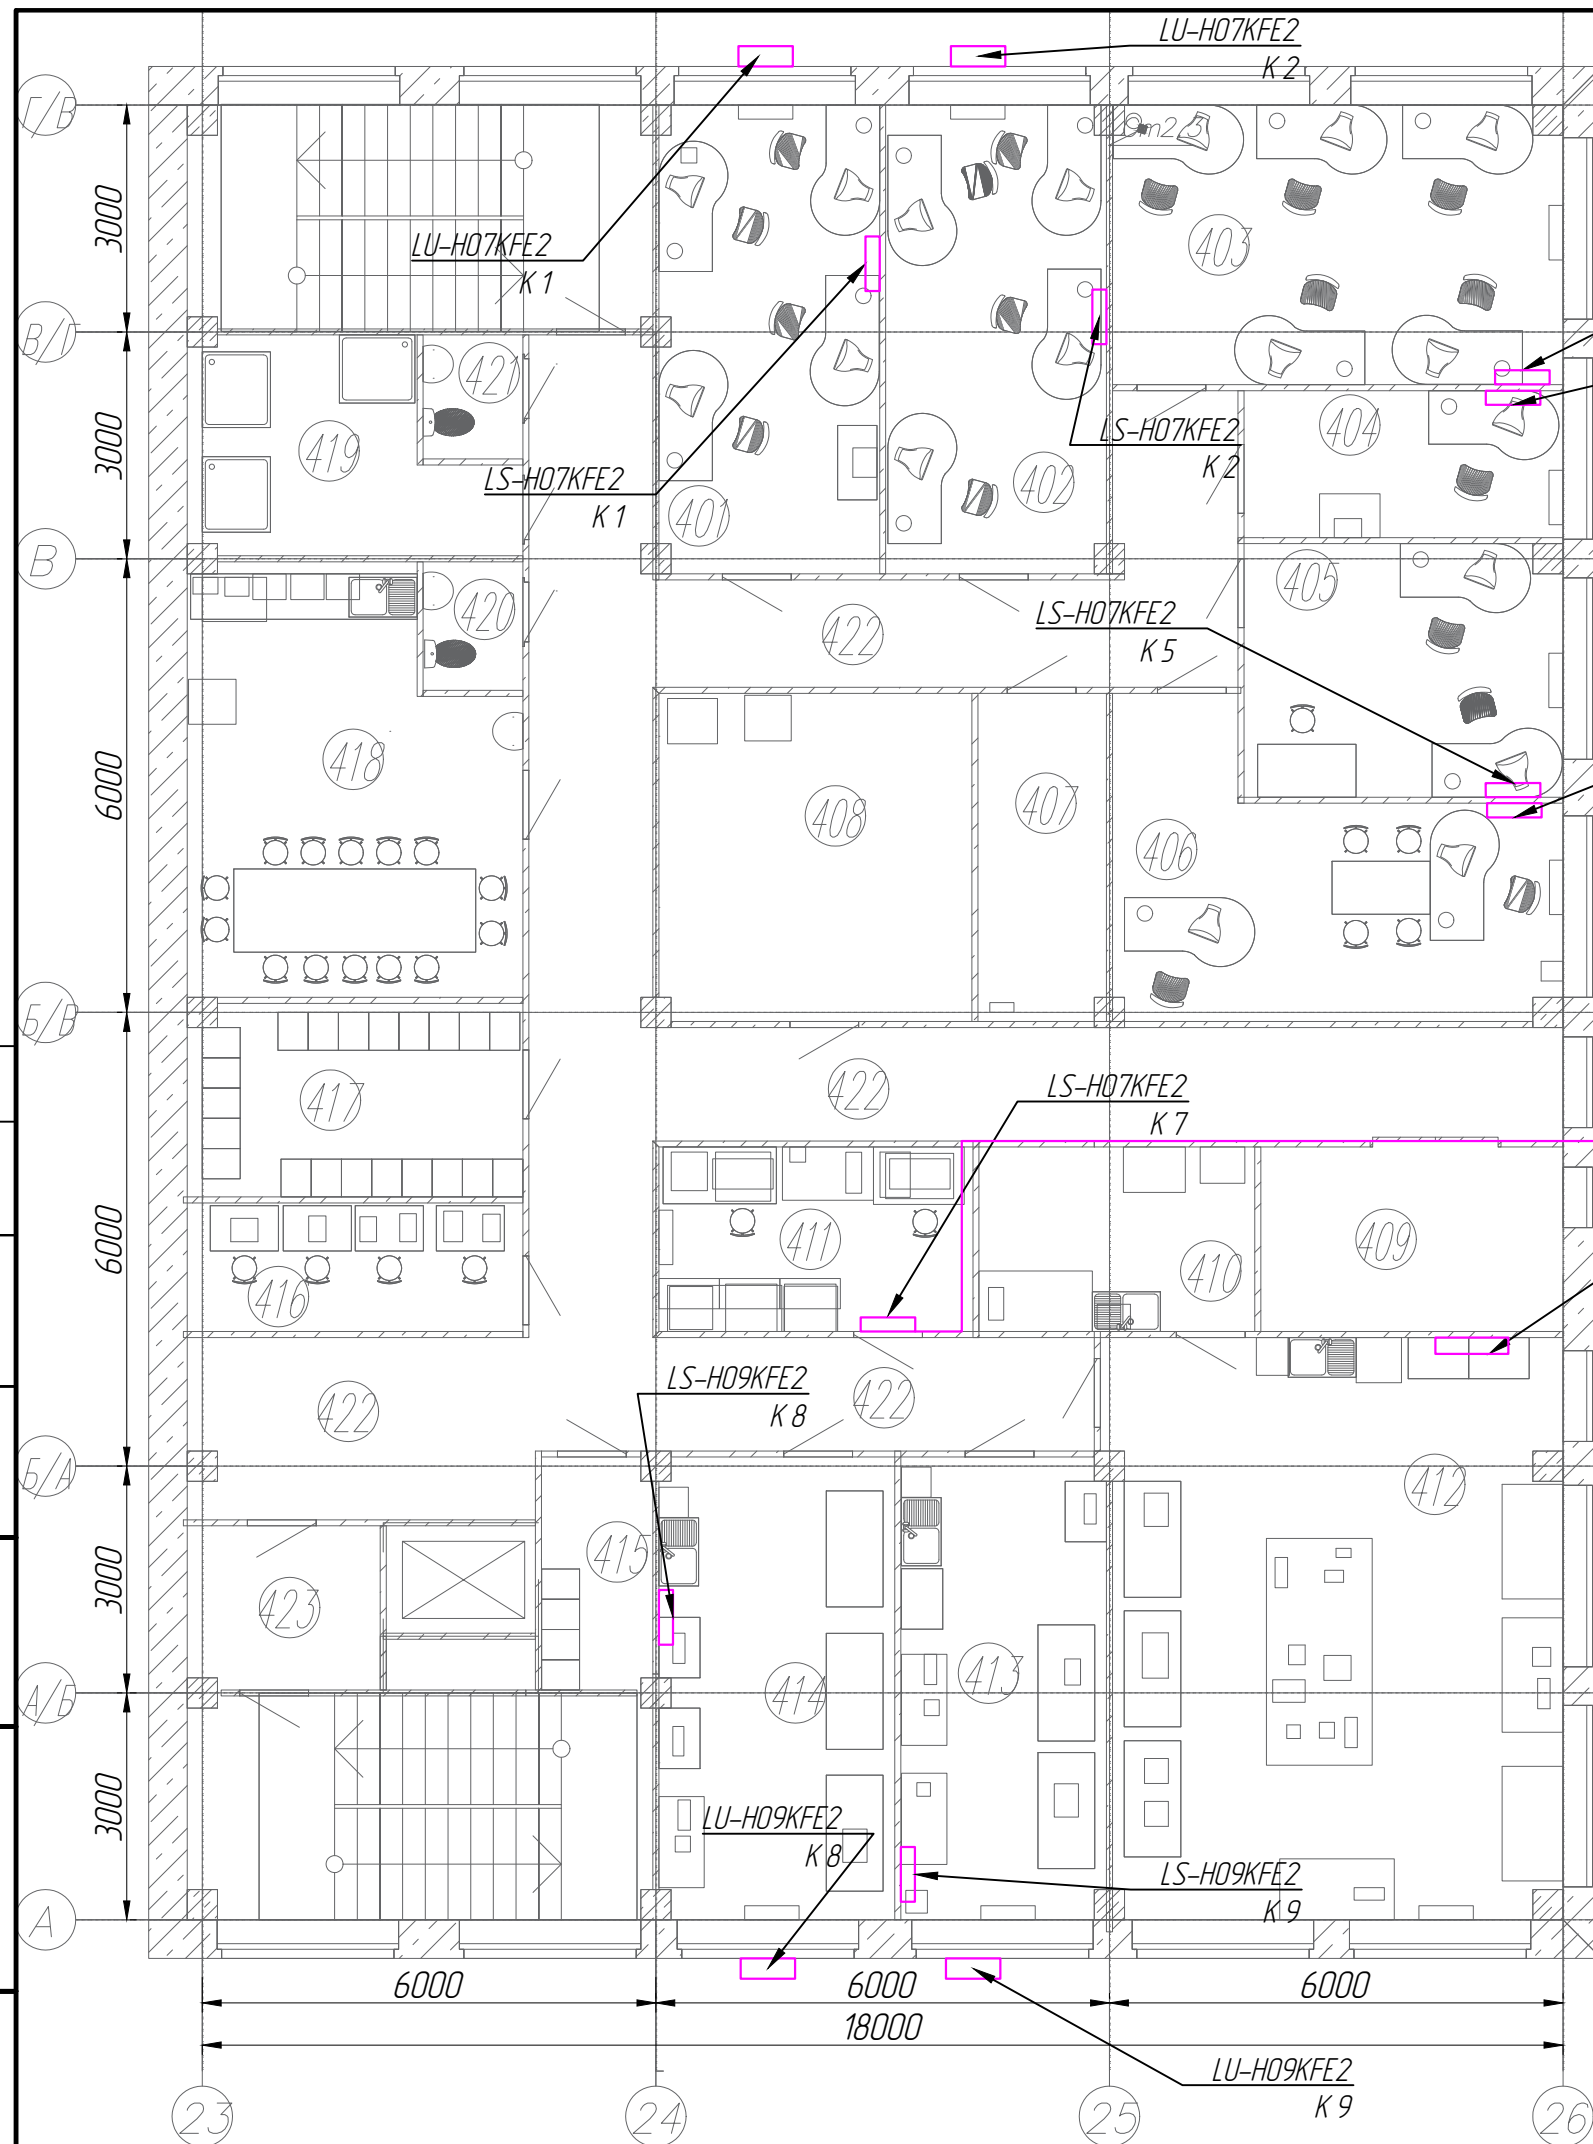 LU-H07KFE2
K 2
Г/В
3000
403
LU-H07KFE2
K 1
В/Г
421
404
LS-H07KFE2
K 2
3000
419
LS-H07KFE2
K 1
401
402
В
405
420
422
LS-H07KFE2
K 5
6000
418
408
407
406
Б/В
417
422
LS-H07KFE2
K 7
6000
411
410
409
416
LS-H09KFE2
K 8
422
422
Б/А
412
3000
415
423
414
413
А/Б
3000
LU-H09KFE2
K 8
LS-H09KFE2
K 9
А
6000
6000
6000
18000
LU-H09KFE2
K 9
23
24
25
26